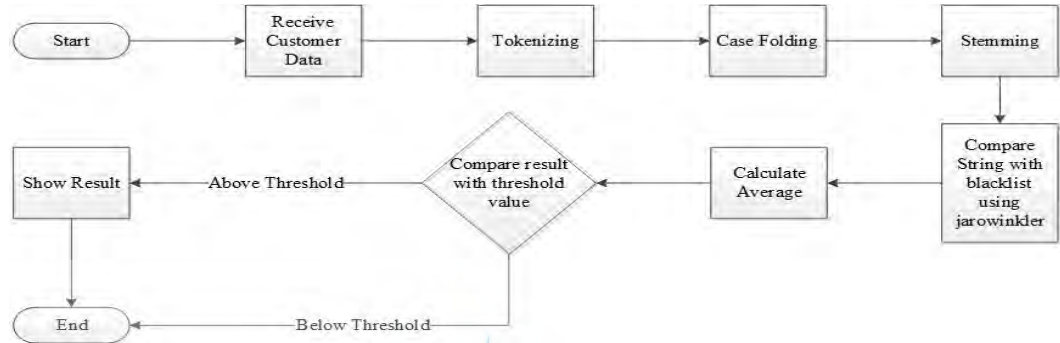 Start
Receive
Customer
Data
Tokenizing
Case Folding
Stemming
Compare
String with
blacklist
using
jarowinkler
Calculate
Average
Compare result
with threshold
value
Above Threshold
Show Result
Below Threshold
End